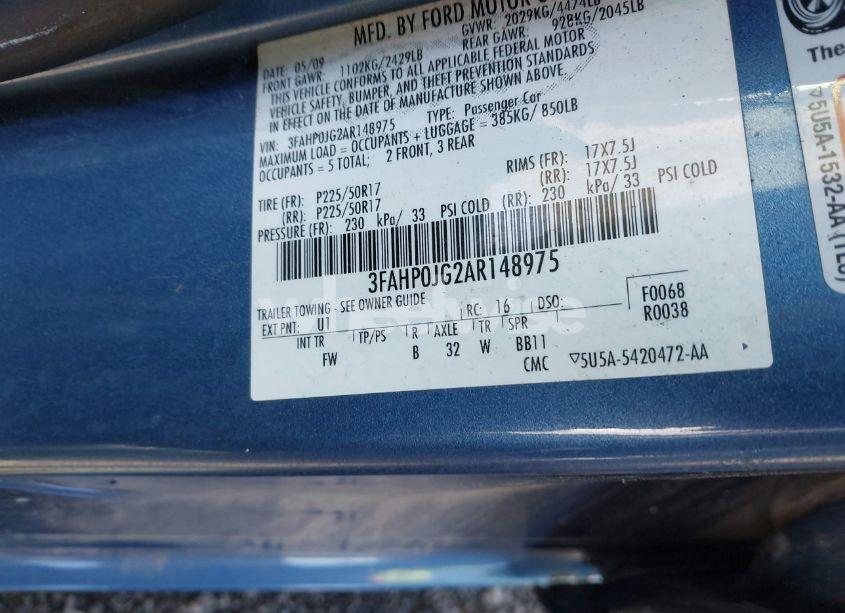 MFD. BY FORD MOTOR
DATE: 05/09 GVWR: 2029KG/4474LB
FRONT GAWR: 1102KG/2429LB REAR GAWR: 928KG/2045LB
THIS VEHICLE CONFORMS TO ALL APPLICABLE FEDERAL MOTOR
VEHICLE SAFETY, BUMPER, AND THEFT PREVENTION STANDARDS
IN EFFECT ON THE DATE OF MANUFACTURE SHOWN ABOVE.
VIN: 3FAHP0JG2AR148975 TYPE: Passenger Car
MAXIMUM LOAD = OCCUPANTS + LUGGAGE = 385KG/ 850LB
OCCUPANTS = 5 TOTAL; 2 FRONT, 3 REAR
TIRE (FR): P225/50R17 RIMS (FR): 17X7.5J
(RR): P225/50R17 (RR): 17X7.5J
PRESSURE (FR): 230 kPa/ 33 PSI COLD (RR): 230 kPa/ 33 PSI COLD
3FAHP0JG2AR148975
TRAILER TOWING - SEE OWNER GUIDE
EXT PNT: U1 RC: 16 DSO: F0068
R0038
INT TR TP/PS R AXLE TR SPR
FW B 32 W BB11
CMC ▽5U5A-5420472-AA
The
▽5U5A-1532-AA